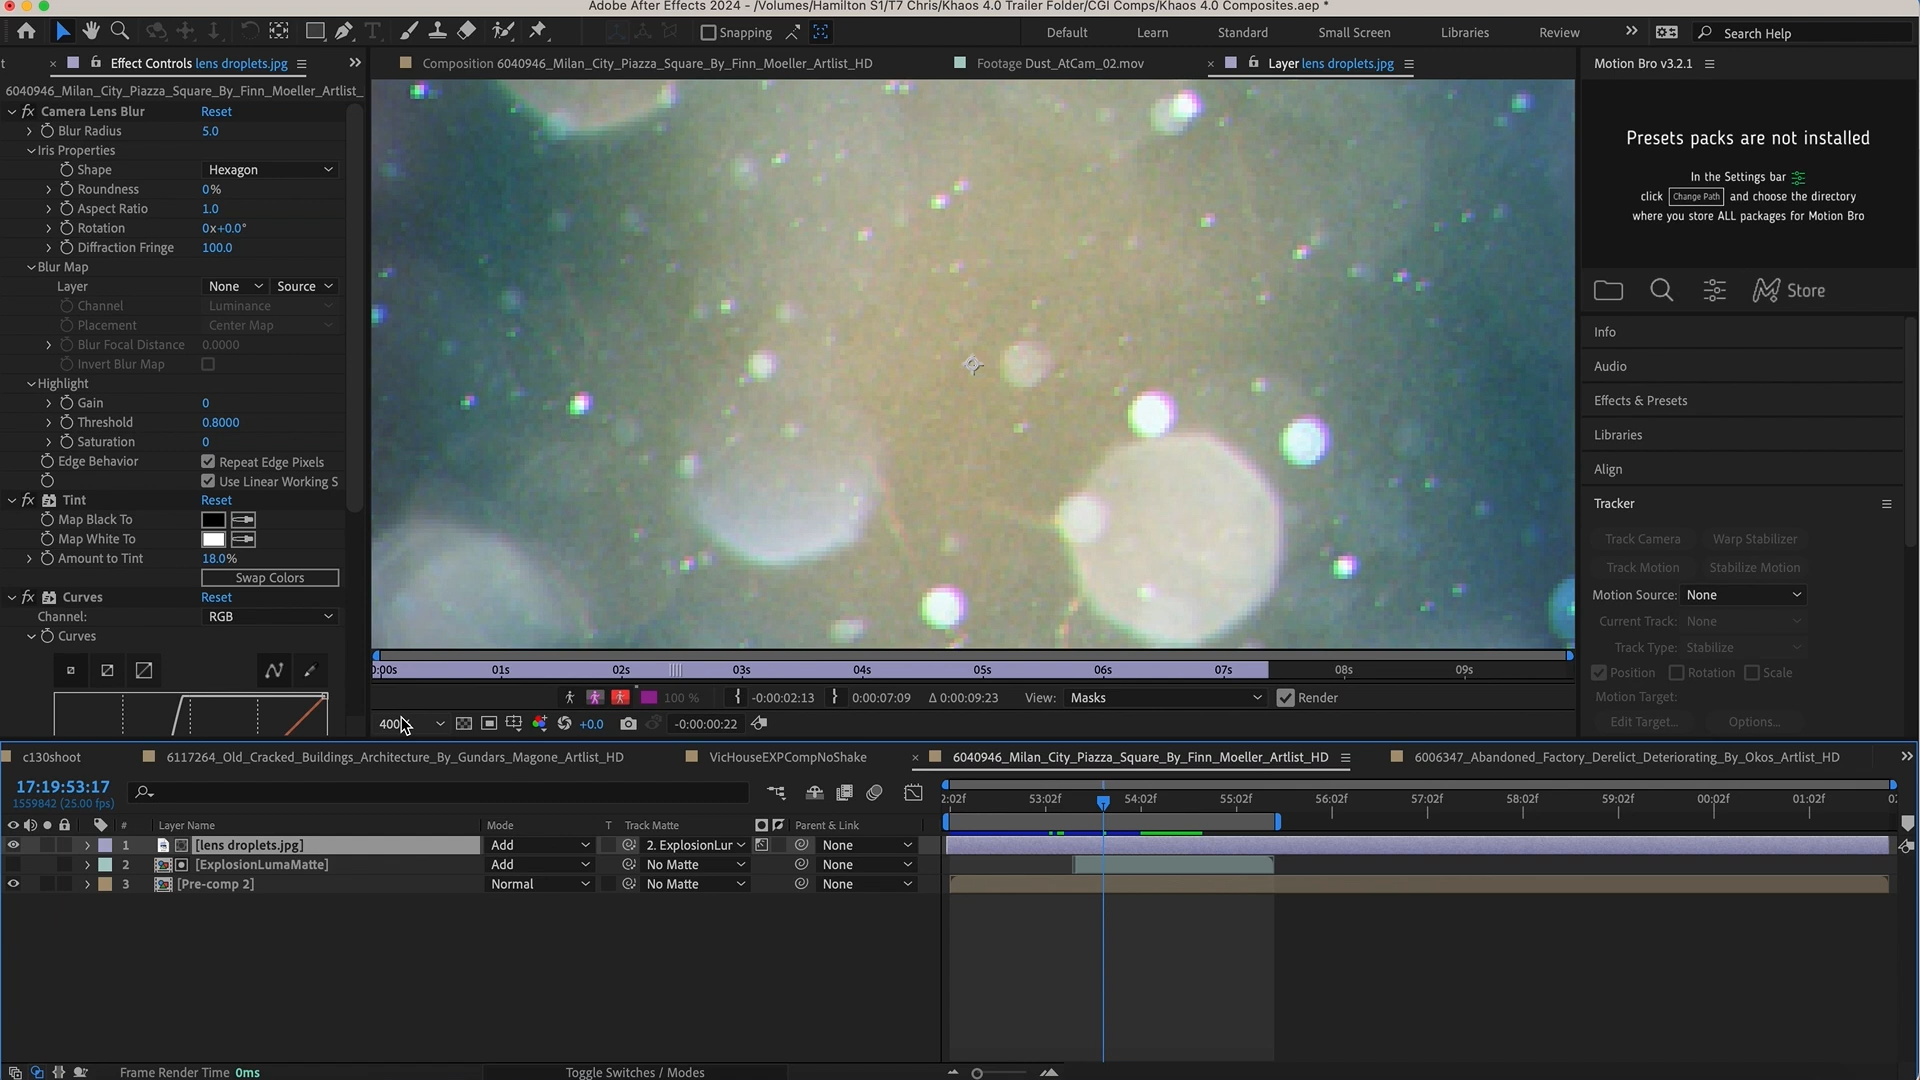 Adobe After Effects 2024 - /Volumes/Hamilton S1/T7 Chris/Khaos 4.0 Trailer Folder/CGI Comps/Khaos 4.0 Composites.aep *
Snapping
Default
Learn
Standard
Small Screen
Libraries
Review
Search Help
Effect Controls lens droplets.jpg
Composition 6040946_Milan_City_Piazza_Square_By_Finn_Moeller_Artlist_HD
Footage Dust_AtCam_02.mov
Layer lens droplets.jpg
Motion Bro v3.2.1
6040946_Milan_City_Piazza_Square_By_Finn_Moeller_Artlist_
Camera Lens Blur Reset
Blur Radius 5.0
Iris Properties
Shape Hexagon
Roundness 0%
Aspect Ratio 1.0
Rotation 0x+0.0°
Diffraction Fringe 100.0
Blur Map
Layer None Source
Channel Luminance
Placement Center Map
Blur Focal Distance 0.0000
Invert Blur Map
Highlight
Gain 0
Threshold 0.8000
Saturation 0
Edge Behavior Repeat Edge Pixels
Use Linear Working S
Tint Reset
Map Black To
Map White To
Amount to Tint 18.0%
Swap Colors
Curves Reset
Channel: RGB
Curves
Presets packs are not installed
In the Settings bar
click Change Path and choose the directory
where you store ALL packages for Motion Bro
Store
Info
Audio
Effects & Presets
Libraries
Align
Tracker
Track Camera Warp Stabilizer
Track Motion Stabilize Motion
Motion Source: None
Current Track: None
Track Type: Stabilize
Position Rotation Scale
Motion Target:
Edit Target... Options...
0:00s 01s 02s 03s 04s 05s 06s 07s 08s 09s
100 % -0:00:02:13 0:00:07:09 Δ 0:00:09:23 View: Masks Render
400 +0.0 -0:00:00:22
c130shoot
6117264_Old_Cracked_Buildings_Architecture_By_Gundars_Magone_Artlist_HD
VicHouseEXPCompNoShake
6040946_Milan_City_Piazza_Square_By_Finn_Moeller_Artlist_HD
6006347_Abandoned_Factory_Derelict_Deteriorating_By_Okos_Artlist_HD
17:19:53:17
1559842 (25.00 fps)
2:02f 53:02f 54:02f 55:02f 56:02f 57:02f 58:02f 59:02f 00:02f 01:02f
# Layer Name Mode T Track Matte Parent & Link
1 [lens droplets.jpg] Add 2. ExplosionLur None
2 [ExplosionLumaMatte] Add No Matte None
3 [Pre-comp 2] Normal No Matte None
Frame Render Time 0ms
Toggle Switches / Modes